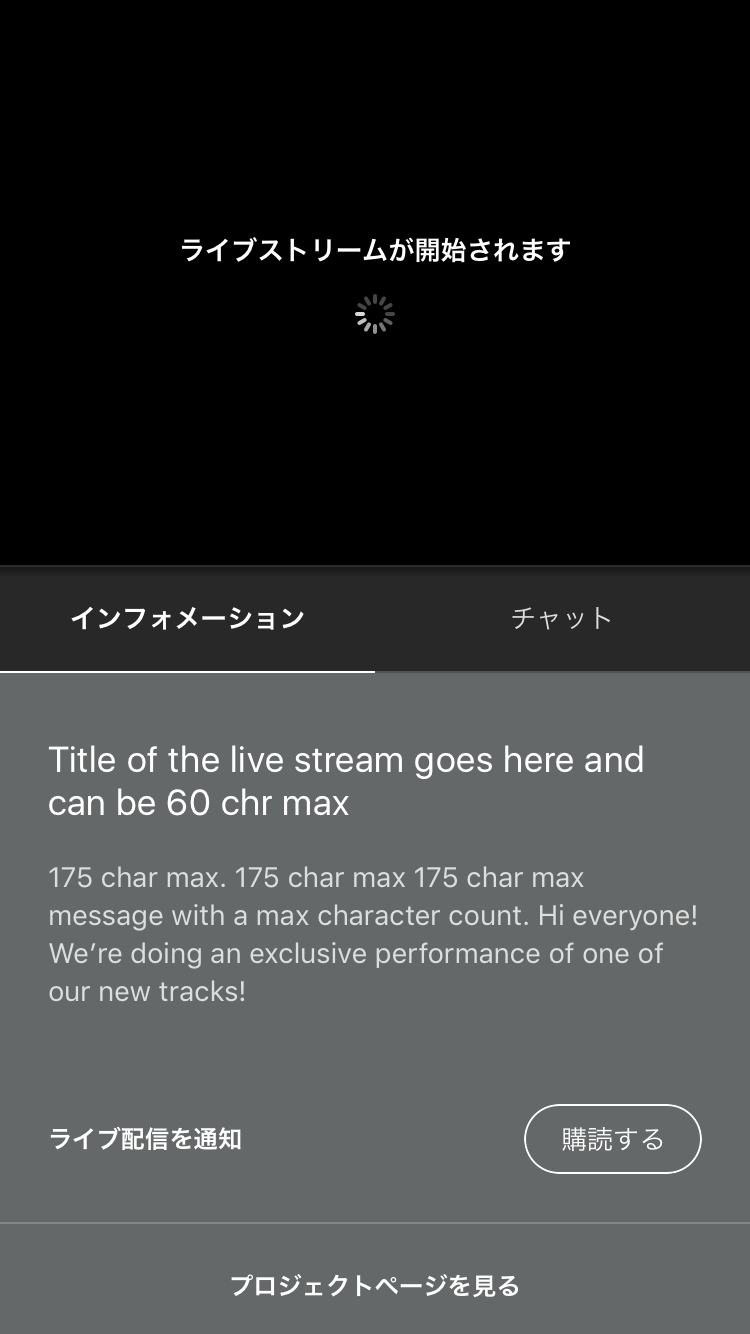 ライブストリームが開始されます
インフォメーション
チャット
Title of the live stream goes here and
can be 60 chr max
175 char max. 175 char max 175 char max
message with a max character count. Hi everyone!
We’re doing an exclusive performance of one of
our new tracks!
ライブ配信を通知
購読する
プロジェクトページを見る